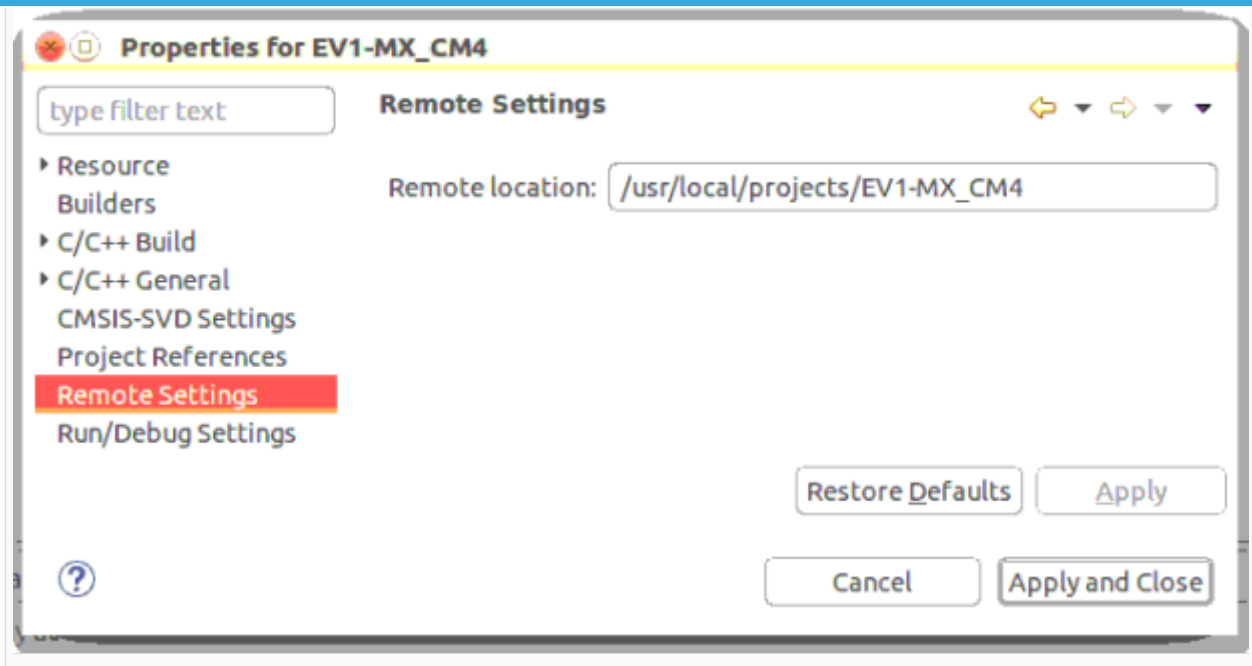 Properties for EV1-MX_CM4
type filter text
Remote Settings
Resource
Builders
C/C++ Build
C/C++ General
CMSIS-SVD Settings
Project References
Remote Settings
Run/Debug Settings
Remote location: /usr/local/projects/EV1-MX_CM4
Restore Defaults
Apply
?
Cancel
Apply and Close